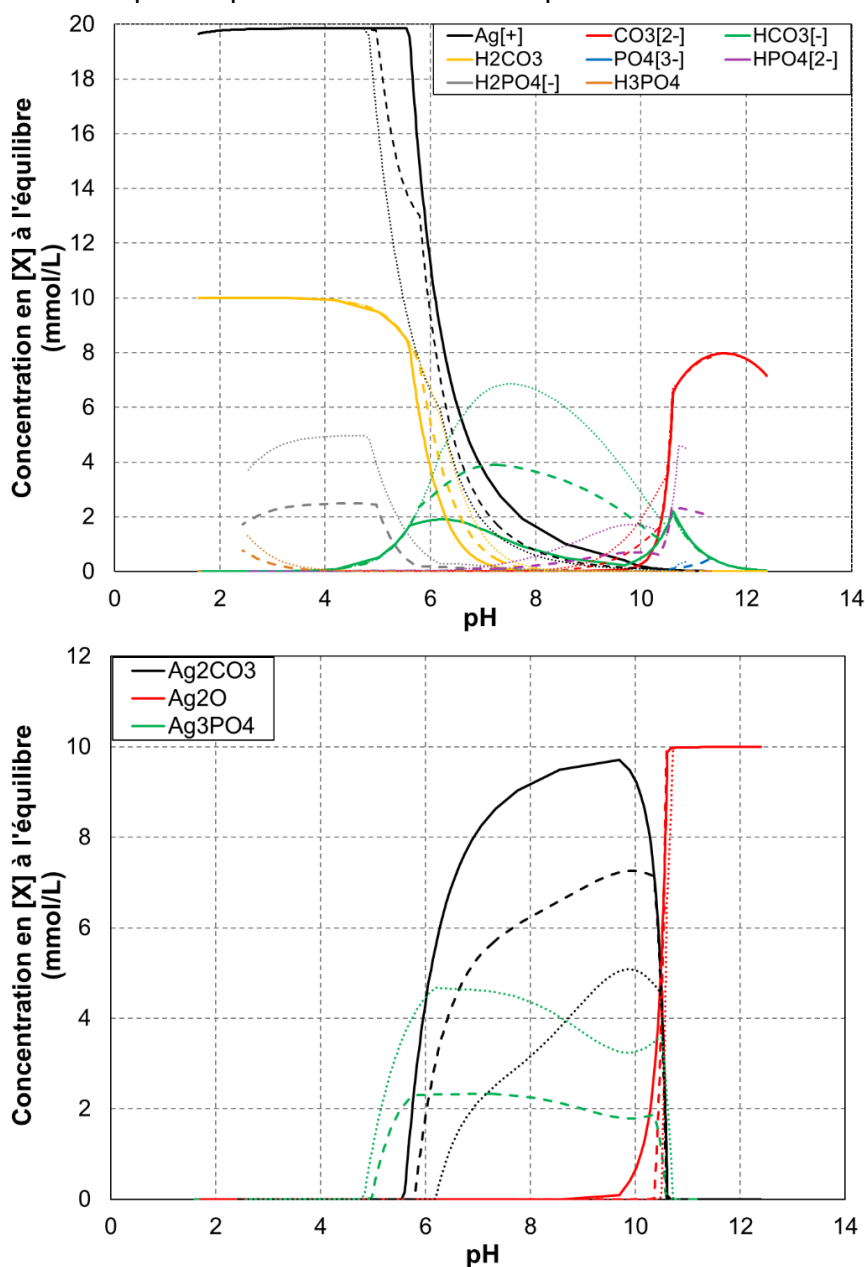 20
18
16
14
12
10
8
6
4
2
0
Concentration en [X] à l'équilibre
(mmol/L)
Ag[+] CO3[2-] HCO3[-]
H2CO3 PO4[3-] HPO4[2-]
H2PO4[-] H3PO4
0 2 4 6 8 10 12 14
pH
12
10
8
6
4
2
0
Concentration en [X] à l'équilibre
(mmol/L)
Ag2CO3
Ag2O
Ag3PO4
0 2 4 6 8 10 12 14
pH